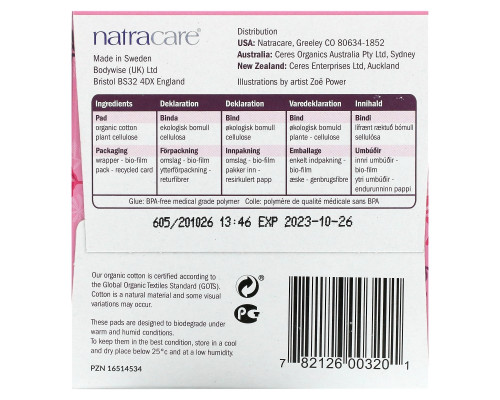 natracare®
Made in Sweden
Bodywise (UK) Ltd
Bristol BS32 4DX England
Distribution
USA: Natracare, Greeley CO 80634-1852
Australia: Ceres Organics Australia Pty Ltd, Sydney
New Zealand: Ceres Enterprises Ltd, Auckland
Illustrations by artist Zoë Power
Ingredients Deklaration Deklaration Varedeklaration Innihald
Pad Binda Bind Bind Bindi
organic cotton ekologisk bomull økologisk bomull økologisk bomuld lífrænt ræktuð bómull
plant cellulose cellulosa cellulose plante - cellulose cellulosa
Packaging Förpackning Innpakning Emballage Umbúðir
wrapper - bio-film omslag - bio-film omslag - bio-film enkelt indpakning - innri umbúðir -
pack - recycled card ytterförpackning - pakker inn - bio-film bio-film
returfibrer resirkulert papp æske - genbrugsfibre ytri umbúðir -
endurunninn pappi
Glue: BPA-free medical grade polymer Colle: polymère de qualité médicale sans BPA
605/201026 13:46 EXP 2023-10-26
Our organic cotton is certified according to
the Global Organic Textiles Standard (GOTS).
Cotton is a natural material and some visual
variations may occur.
These pads are designed to biodegrade under
warm and humid conditions.
To keep them in the best condition, store in a cool
and dry place below 25°c and at a low humidity.
PZN 16514534
7 82126 00320 1